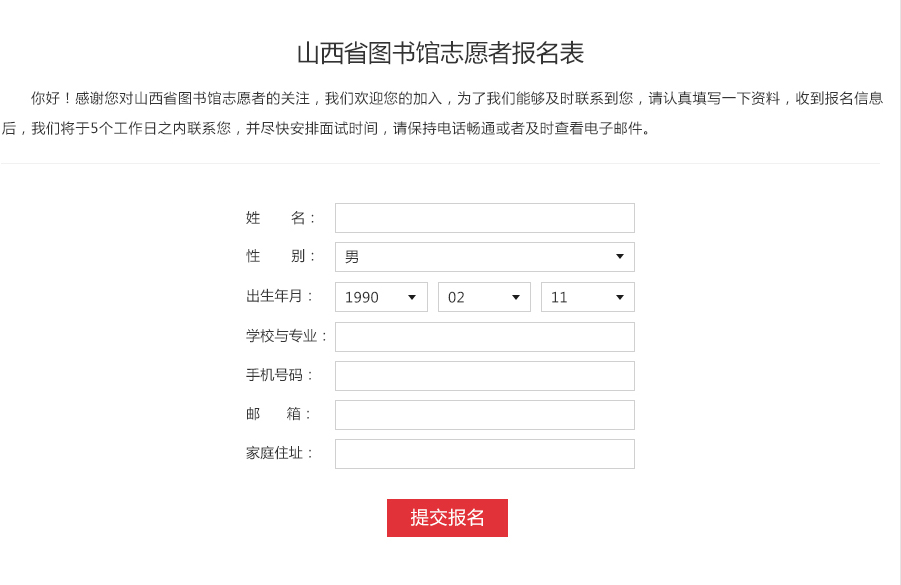 山西省图书馆志愿者报名表
你好！感谢您对山西省图书馆志愿者的关注，我们欢迎您的加入，为了我们能够及时联系到您，请认真填写一下资料，收到报名信息
后，我们将于5个工作日之内联系您，并尽快安排面试时间，请保持电话畅通或者及时查看电子邮件。
姓 名：
性 别： 男
出生年月： 1990 02 11
学校与专业：
手机号码：
邮 箱：
家庭住址：
提交报名